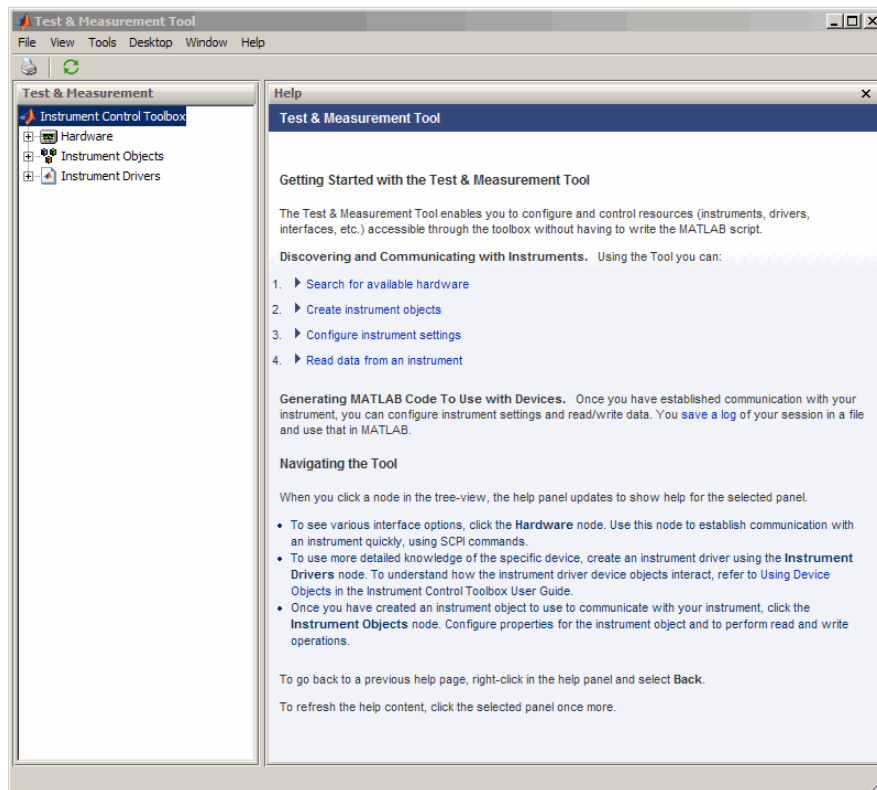 Test & Measurement Tool
File View Tools Desktop Window Help
Test & Measurement
Instrument Control Toolbox
Hardware
Instrument Objects
Instrument Drivers
Help
Test & Measurement Tool
Getting Started with the Test & Measurement Tool
The Test & Measurement Tool enables you to configure and control resources (instruments, drivers,
interfaces, etc.) accessible through the toolbox without having to write the MATLAB script.
Discovering and Communicating with Instruments. Using the Tool you can:
1. Search for available hardware
2. Create instrument objects
3. Configure instrument settings
4. Read data from an instrument
Generating MATLAB Code To Use with Devices. Once you have established communication with your
instrument, you can configure instrument settings and read/write data. You save a log of your session in a file
and use that in MATLAB.
Navigating the Tool
When you click a node in the tree-view, the help panel updates to show help for the selected panel.
• To see various interface options, click the Hardware node. Use this node to establish communication with
an instrument quickly, using SCPI commands.
• To use more detailed knowledge of the specific device, create an instrument driver using the Instrument
Drivers node. To understand how the instrument driver device objects interact, refer to Using Device
Objects in the Instrument Control Toolbox User Guide.
• Once you have created an instrument object to use to communicate with your instrument, click the
Instrument Objects node. Configure properties for the instrument object and to perform read and write
operations.
To go back to a previous help page, right-click in the help panel and select Back.
To refresh the help content, click the selected panel once more.